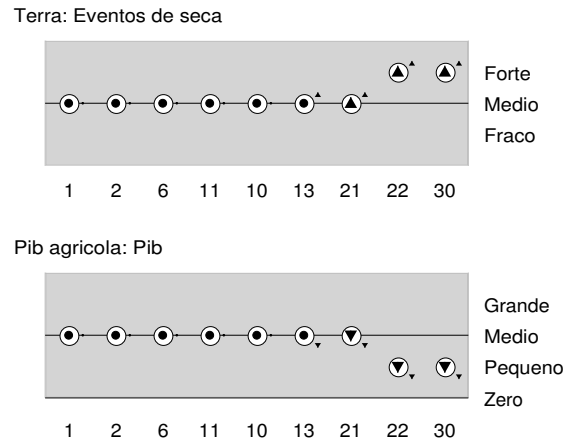 Terra: Eventos de seca
Forte
Medio
Fraco
1 2 6 11 10 13 21 22 30
Pib agricola: Pib
Grande
Medio
Pequeno
Zero
1 2 6 11 10 13 21 22 30